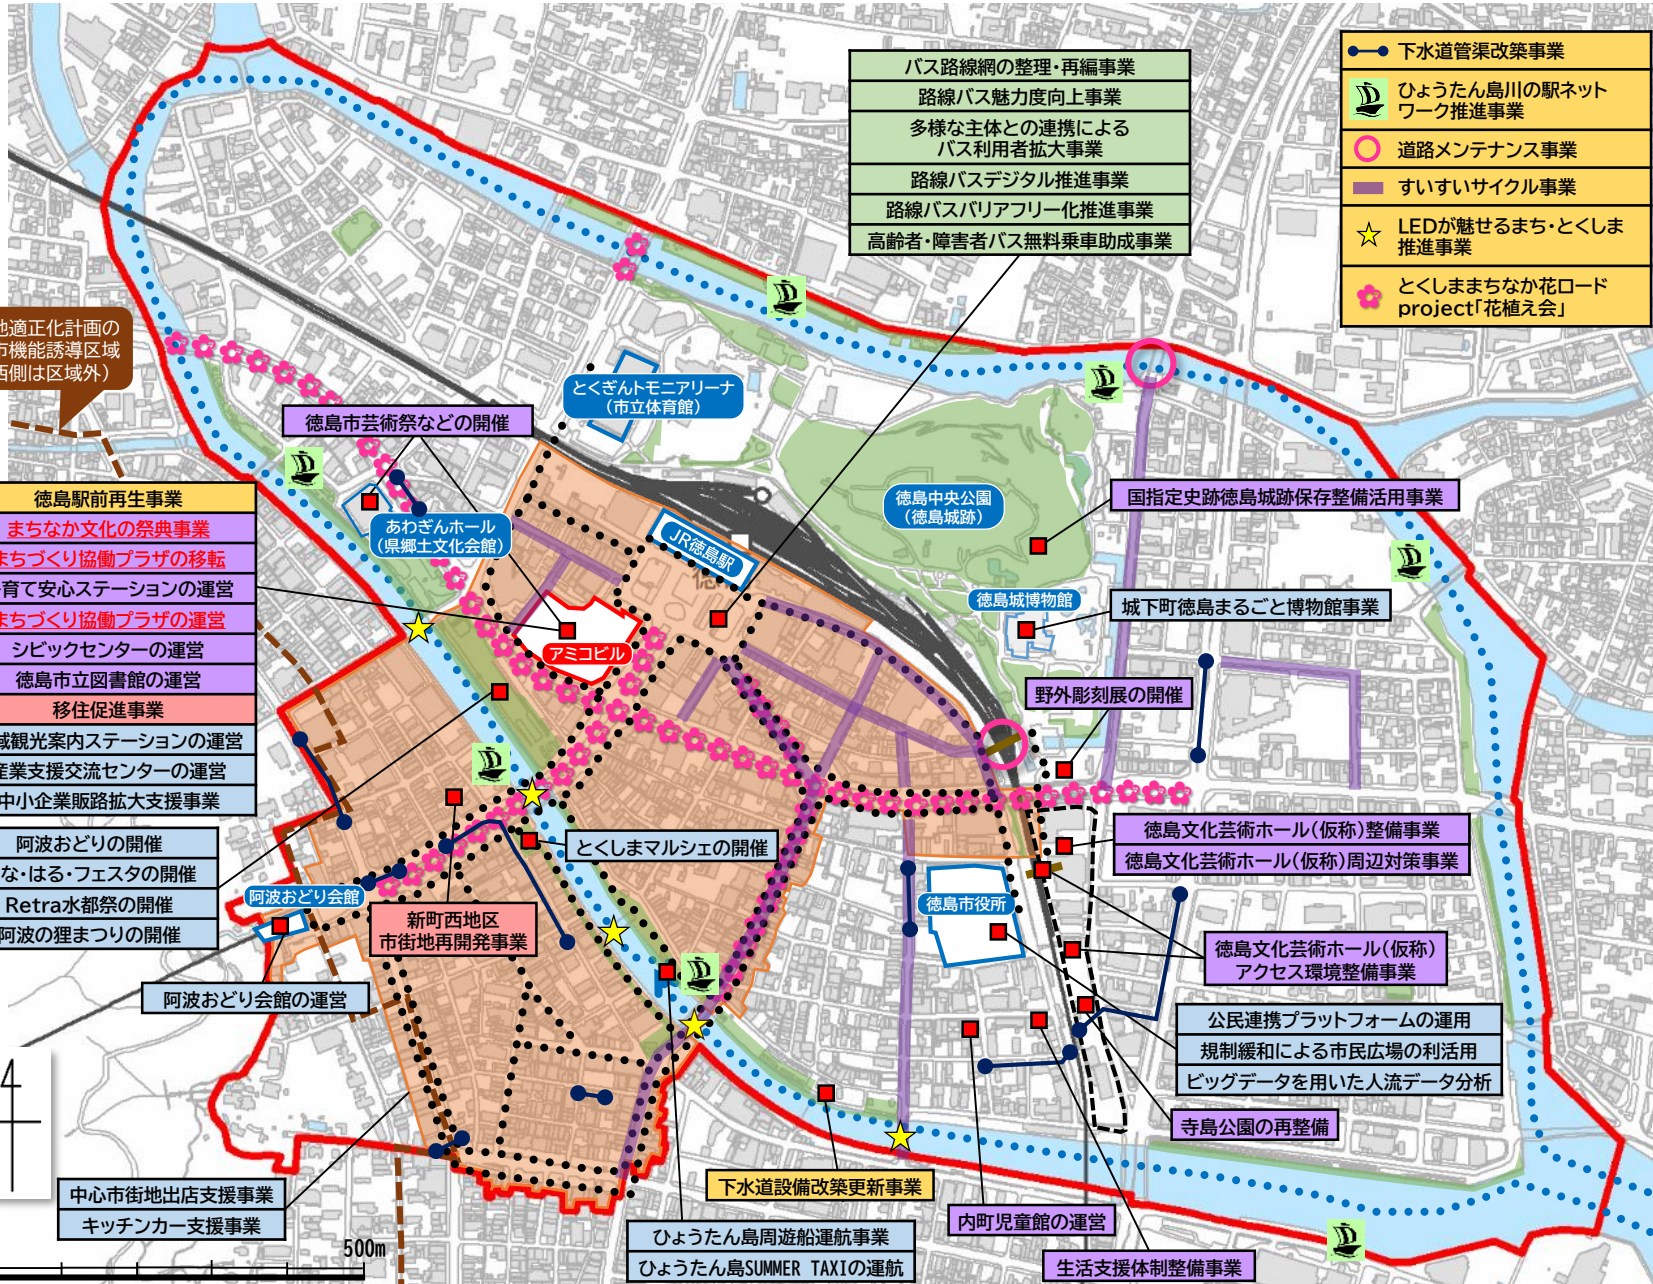 バス路線網の整理・再編事業
路線バス魅力度向上事業
多様な主体との連携による
バス利用者拡大事業
路線バスデジタル推進事業
路線バスバリアフリー化推進事業
高齢者・障害者バス無料乗車助成事業
下水道管渠改築事業
ひょうたん島川の駅ネット
ワーク推進事業
道路メンテナンス事業
すいすいサイクル事業
LEDが魅せるまち・とくしま
推進事業
とくしままちなか花ロード
project「花植え会」
地適正化計画の
市機能誘導区域
西側は区域外）
とくぎんトモニアリーナ
（市立体育館）
徳島市芸術祭などの開催
あわぎんホール
（県郷土文化会館）
JR徳島駅
徳島中央公園
（徳島城跡）
国指定史跡徳島城跡保存整備活用事業
徳島城博物館
城下町徳島まるごと博物館事業
徳島駅前再生事業
まちなか文化の祭典事業
まちづくり協働プラザの移転
育て安心ステーションの運営
まちづくり協働プラザの運営
シビックセンターの運営
徳島市立図書館の運営
移住促進事業
域観光案内ステーションの運営
産業支援交流センターの運営
中小企業販路拡大支援事業
アミコビル
野外彫刻展の開催
阿波おどりの開催
な・はる・フェスタの開催
Retra水都祭の開催
阿波の狸まつりの開催
阿波おどり会館
とくしまマルシェの開催
新町西地区
市街地再開発事業
徳島文化芸術ホール（仮称）整備事業
徳島文化芸術ホール（仮称）周辺対策事業
徳島市役所
徳島文化芸術ホール（仮称）
アクセス環境整備事業
阿波おどり会館の運営
公民連携プラットフォームの運用
規制緩和による市民広場の利活用
ビッグデータを用いた人流データ分析
寺島公園の再整備
中心市街地出店支援事業
キッチンカー支援事業
下水道設備改築更新事業
内町児童館の運営
ひょうたん島周遊船運航事業
ひょうたん島SUMMER TAXIの運航
生活支援体制整備事業
500m